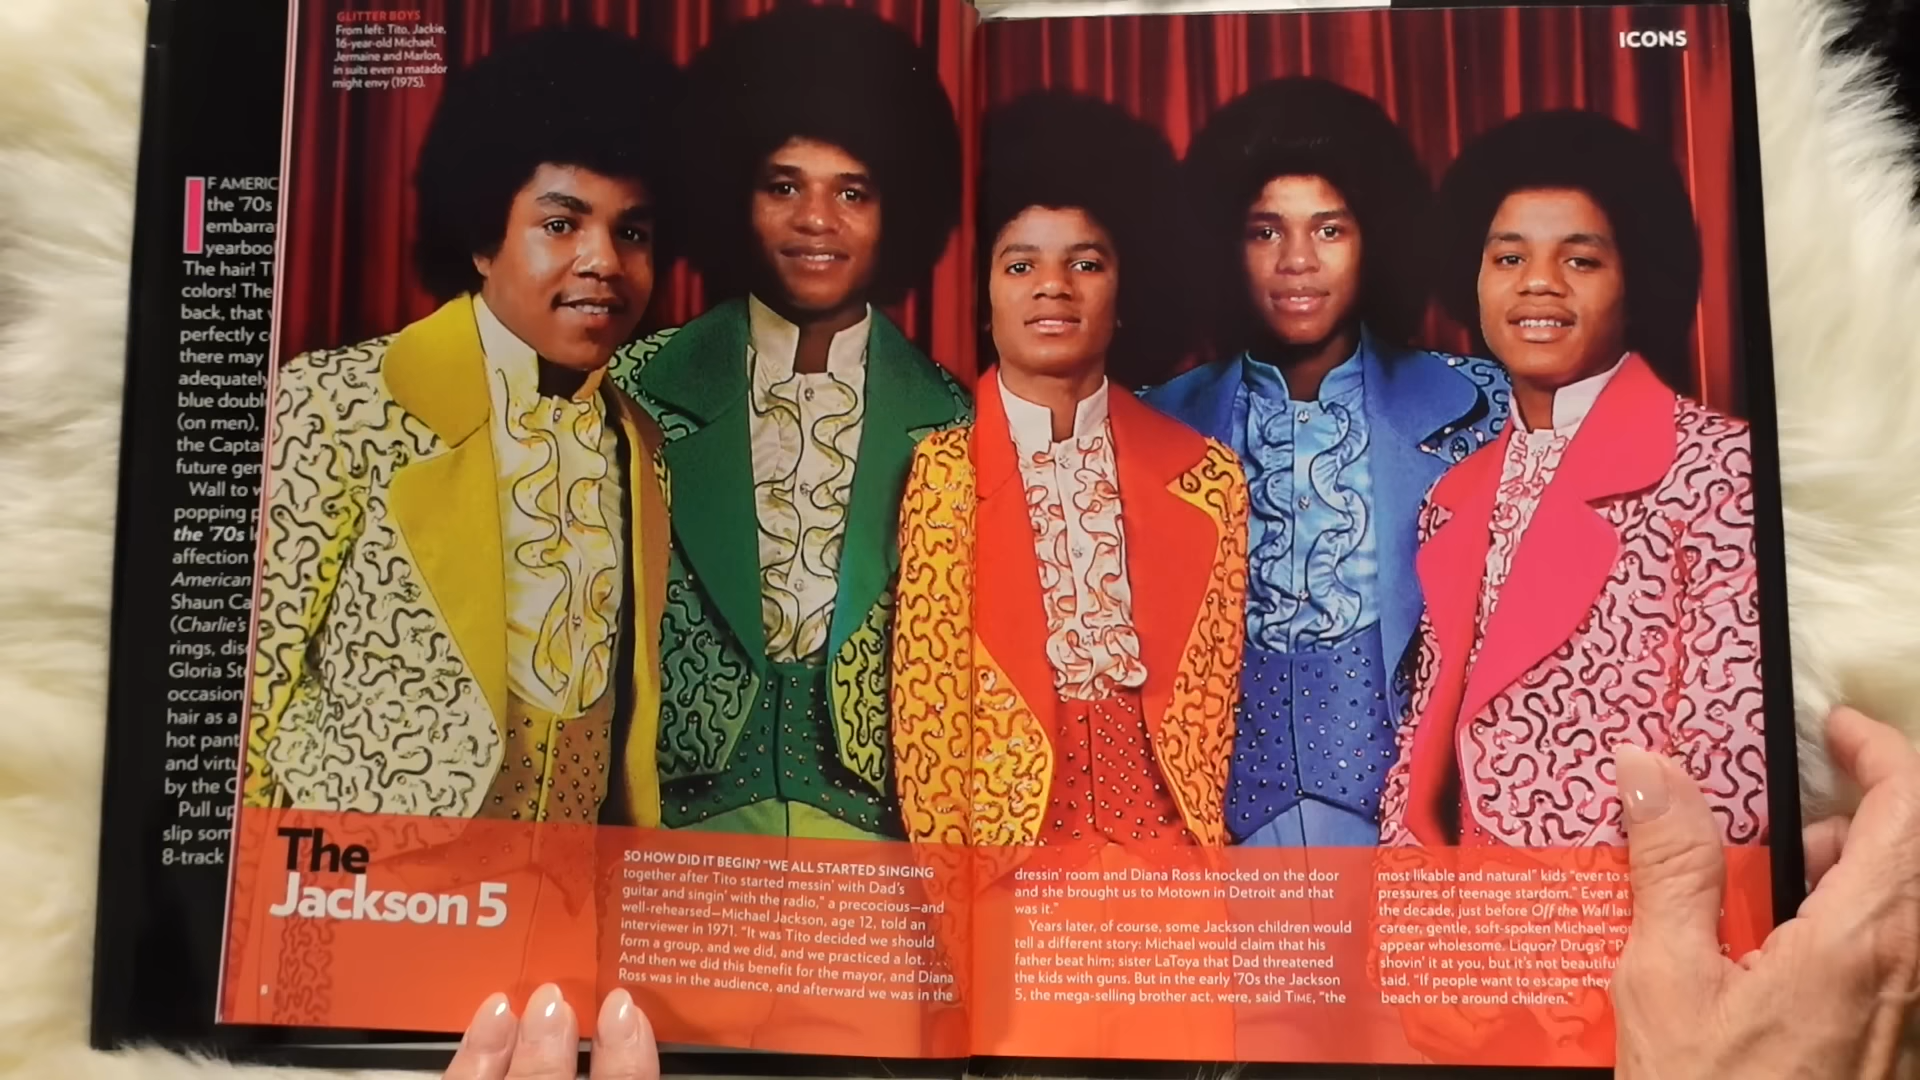 GLITTER BOYS
From left: Tito, Jackie,
16-year-old Michael,
Jermaine and Marlon,
in suits even a matador
might envy (1975).
ICONS
F AMERIC
the '70s
embarra
yearboo
The hair! T
colors! The
back, that
perfectly c
there may
adequately
blue doubl
(on men),
the Captai
future gen
Wall to w
popping p
the '70s
affection
American
Shaun Ca
(Charlie's
rings, dis
Gloria St
occasion
hair as a
hot pant
and virtu
by the C
Pull up
slip som
8-track
The
Jackson 5
SO HOW DID IT BEGIN? "WE ALL STARTED SINGING
together after Tito started messin' with Dad's
guitar and singin' with the radio," a precocious—and
well-rehearsed—Michael Jackson, age 12, told an
interviewer in 1971. "It was Tito decided we should
form a group, and we did, and we practiced a lot. . . .
And then we did this benefit for the mayor, and Diana
Ross was in the audience, and afterward we was in the
dressin' room and Diana Ross knocked on the door
and she brought us to Motown in Detroit and that
was it."
Years later, of course, some Jackson children would
tell a different story: Michael would claim that his
father beat him; sister LaToya that Dad threatened
the kids with guns. But in the early '70s the Jackson
5, the mega-selling brother act, were, said TIME, "the
most likable and natural" kids "ever to s
pressures of teenage stardom." Even at
the decade, just before Off the Wall lau
career, gentle, soft-spoken Michael wo
appear wholesome. Liquor? Drugs? "P
shovin' it at you, but it's not beautiful
said. "If people want to escape they
beach or be around children."